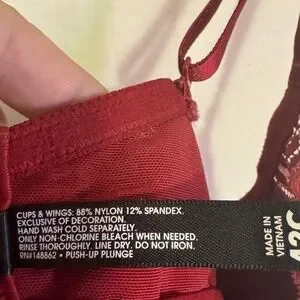 CUPS & WINGS: 88% NYLON 12% SPANDEX.
EXCLUSIVE OF DECORATION.
HAND WASH COLD SEPARATELY.
ONLY NON-CHLORINE BLEACH WHEN NEEDED.
RINSE THOROUGHLY. LINE DRY. DO NOT IRON.
RN#148862 • PUSH-UP PLUNGE
MADE IN
VIETNAM